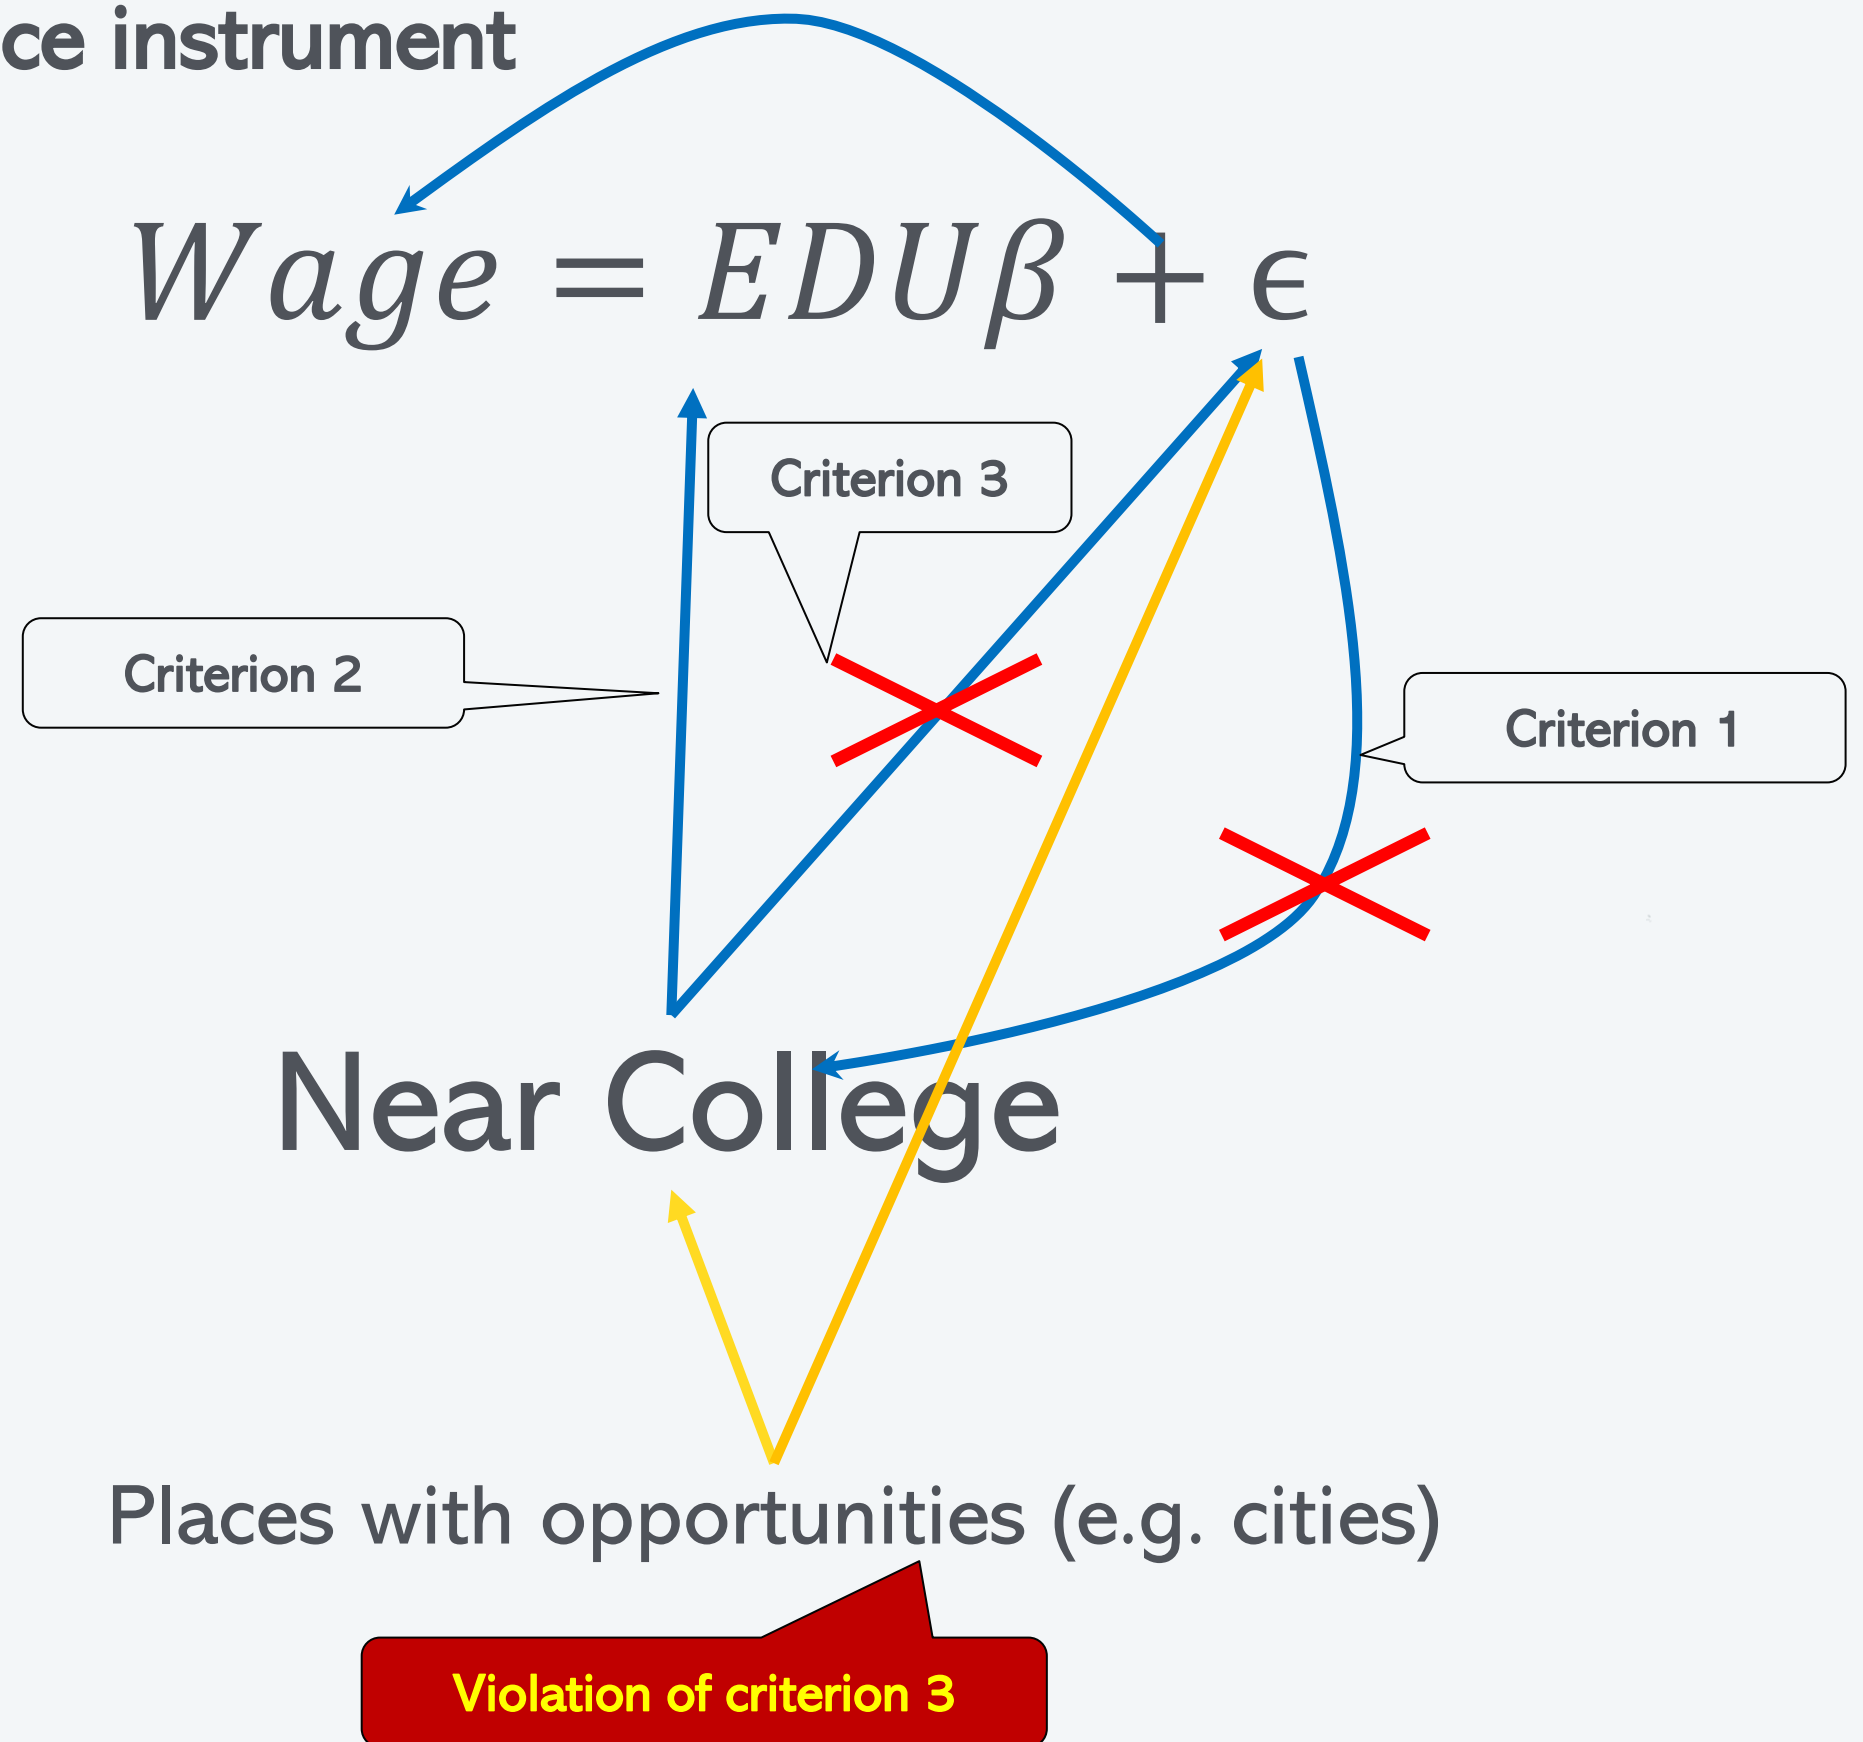 ce instrument
Wage = EDUβ + ϵ
Criterion 3
Criterion 2
Criterion 1
Near College
Places with opportunities (e.g. cities)
Violation of criterion 3